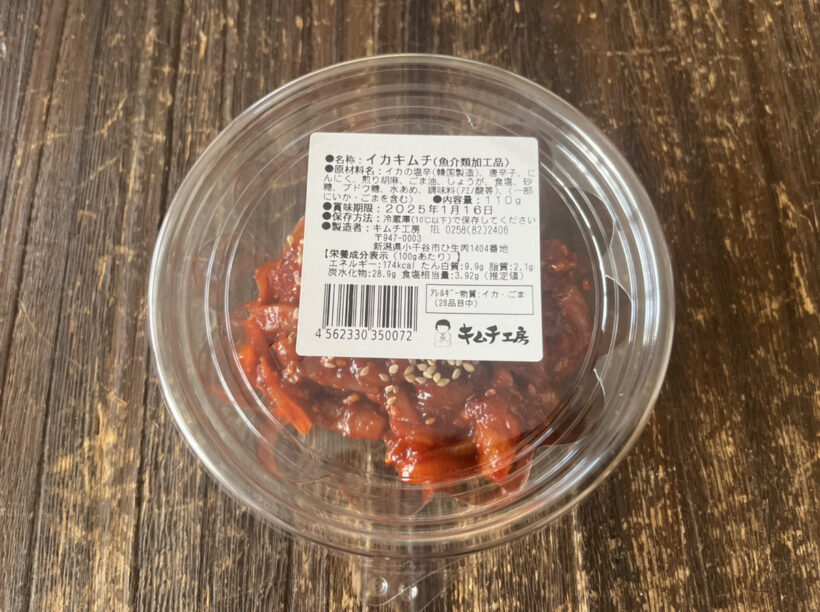 ●名称：イカキムチ(魚介類加工品)
●原材料名：イカの塩辛(韓国製造)、唐辛子、に
んにく、煎り胡麻、ごま油、しょうが、食塩、砂
糖、ブドウ糖、水あめ、調味料(アミノ酸等)、(一部
にいか・ごまを含む) ●内容量：110g
●賞味期限：2025年1月16日
●保存方法：冷蔵庫(10℃以下)で保存してください
●製造者：キムチ工房 TEL 0258(82)2406
〒947-0003
新潟県小千谷市ひ生丙1404番地
【栄養成分表示（100gあたり）】
エネルギー:174kcal たん白質:9.9g 脂質:2.1g
炭水化物:28.9g 食塩相当量:3.92g（推定値）
ｱﾚﾙｷﾞｰ物質:イカ・ごま
（28品目中）
4 562330 350072
キムチ工房